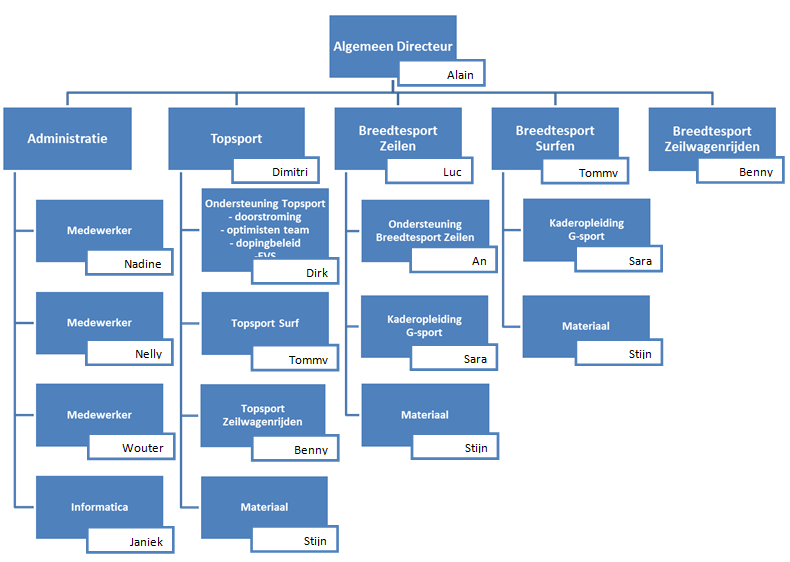 Algemeen Directeur
Alain
Administratie
Topsport
Dimitri
Breedtesport
Zeilen
Luc
Breedtesport
Surfen
Tommy
Breedtesport
Zeilwagenrijden
Benny
Medewerker
Nadine
Medewerker
Nelly
Medewerker
Wouter
Informatica
Janiek
Ondersteuning Topsport
- doorstroming
- optimisten team
- dopingbeleid
-EVS
Dirk
Topsport Surf
Tommy
Topsport
Zeilwagenrijden
Benny
Materiaal
Stijn
Ondersteuning
Breedtesport Zeilen
An
Kaderopleiding
G-sport
Sara
Materiaal
Stijn
Kaderopleiding
G-sport
Sara
Materiaal
Stijn